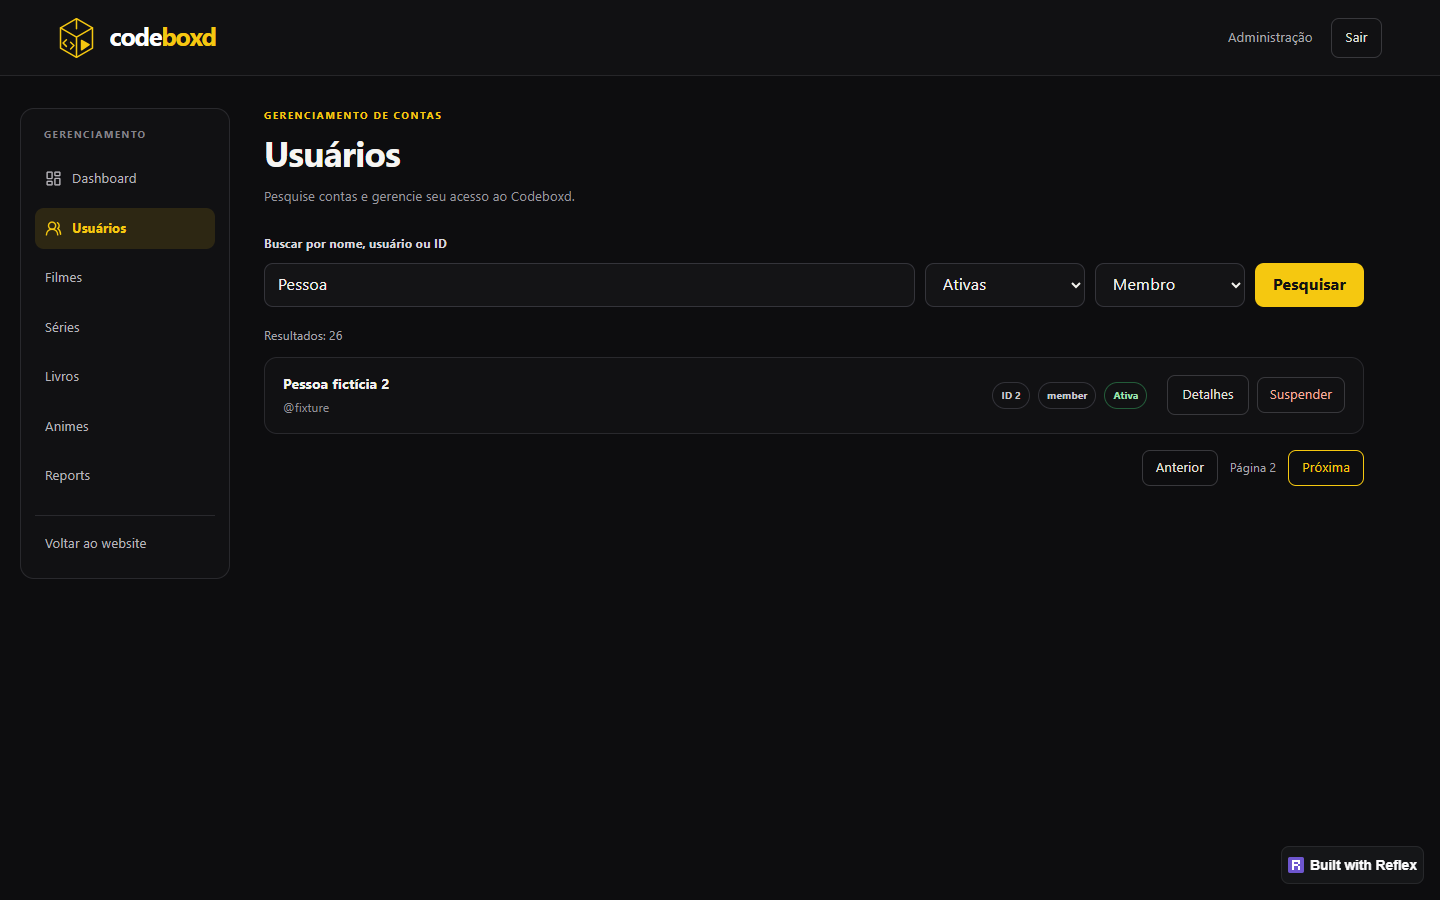 codeboxd
Administração
Sair
GERENCIAMENTO
Dashboard
Usuários
Filmes
Séries
Livros
Animes
Reports
Voltar ao website
GERENCIAMENTO DE CONTAS
Usuários
Pesquise contas e gerencie seu acesso ao Codeboxd.
Buscar por nome, usuário ou ID
Pessoa
Ativas
Membro
Pesquisar
Resultados: 26
Pessoa fictícia 2
@fixture
ID 2
member
Ativa
Detalhes
Suspender
Anterior
Página 2
Próxima
Built with Reflex